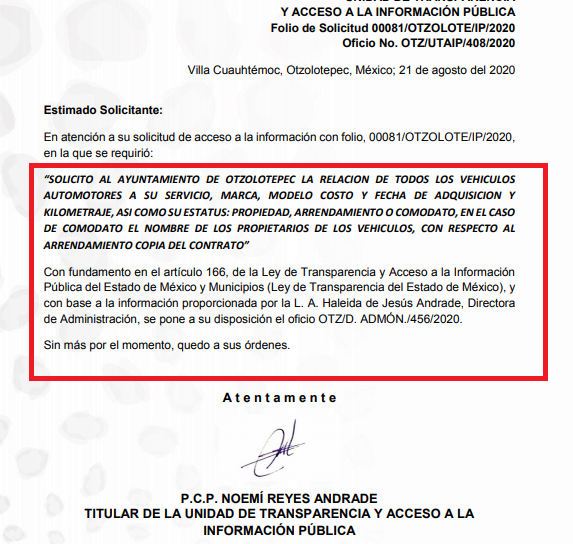 UNIDAD DE TRANSPARENCIA
Y ACCESO A LA INFORMACIÓN PÚBLICA
Folio de Solicitud 00081/OTZOLOTE/IP/2020
Oficio No. OTZ/UTAIP/408/2020
Villa Cuauhtémoc, Otzolotepec, México; 21 de agosto del 2020
Estimado Solicitante:
En atención a su solicitud de acceso a la información con folio, 00081/OTZOLOTE/IP/2020,
en la que se requirió:
"SOLICITO AL AYUNTAMIENTO DE OTZOLOTEPEC LA RELACION DE TODOS LOS VEHICULOS
AUTOMOTORES A SU SERVICIO, MARCA, MODELO COSTO Y FECHA DE ADQUISICION Y
KILOMETRAJE, ASI COMO SU ESTATUS: PROPIEDAD, ARRENDAMIENTO O COMODATO, EN EL CASO
DE COMODATO EL NOMBRE DE LOS PROPIETARIOS DE LOS VEHICULOS, CON RESPECTO AL
ARRENDAMIENTO COPIA DEL CONTRATO"
Con fundamento en el artículo 166, de la Ley de Transparencia y Acceso a la Información
Pública del Estado de México y Municipios (Ley de Transparencia del Estado de México), y
con base a la información proporcionada por la L. A. Haleida de Jesús Andrade, Directora
de Administración, se pone a su disposición el oficio OTZ/D. ADMÓN./456/2020.
Sin más por el momento, quedo a sus órdenes.
A t e n t a m e n t e
P.C.P. NOEMÍ REYES ANDRADE
TITULAR DE LA UNIDAD DE TRANSPARENCIA Y ACCESO A LA
INFORMACIÓN PÚBLICA